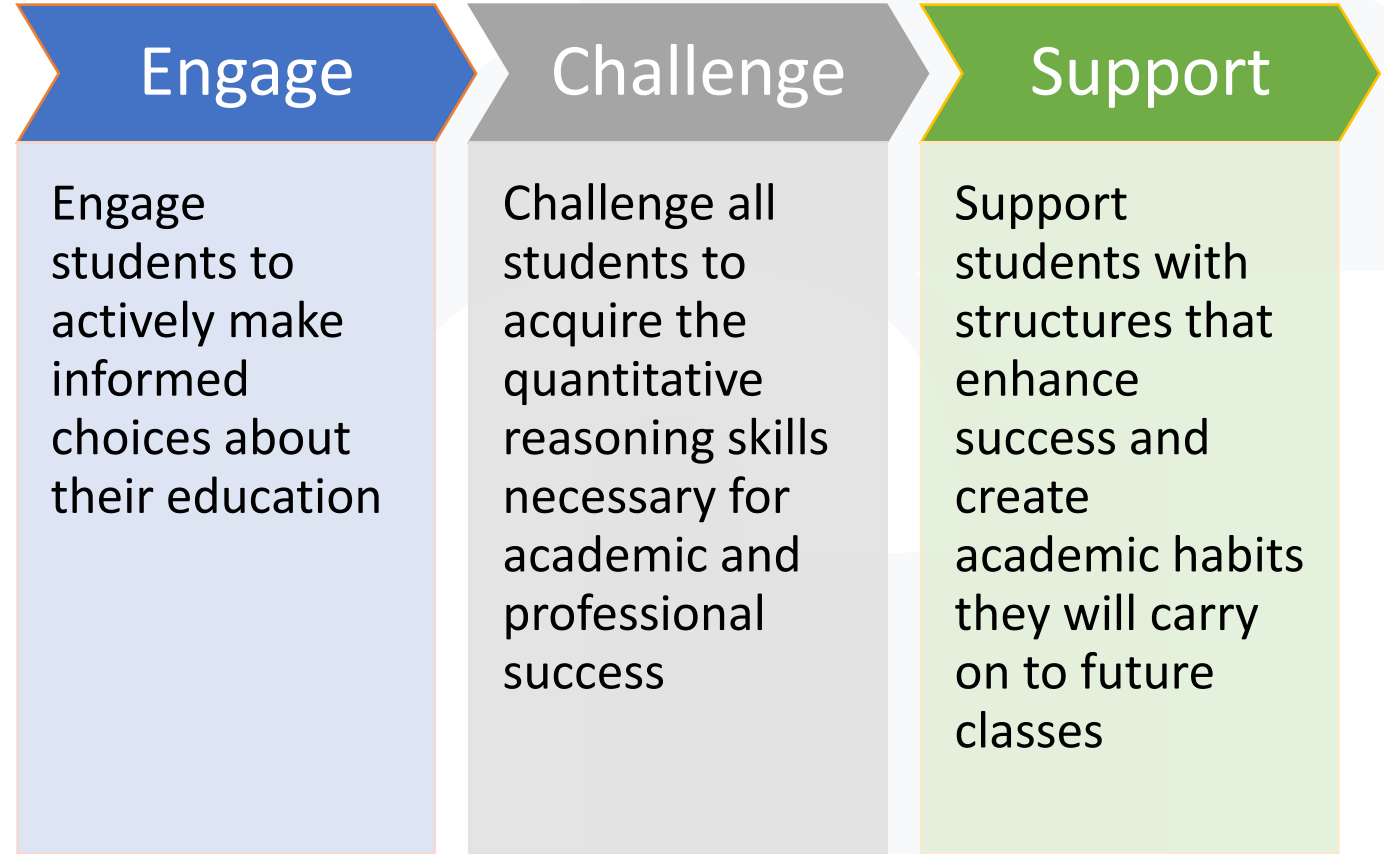 Engage
Engage
students to
actively make
informed
choices about
their education
Challenge
Challenge all
students to
acquire the
quantitative
reasoning skills
necessary for
academic and
professional
success
Support
Support
students with
structures that
enhance
success and
create
academic habits
they will carry
on to future
classes